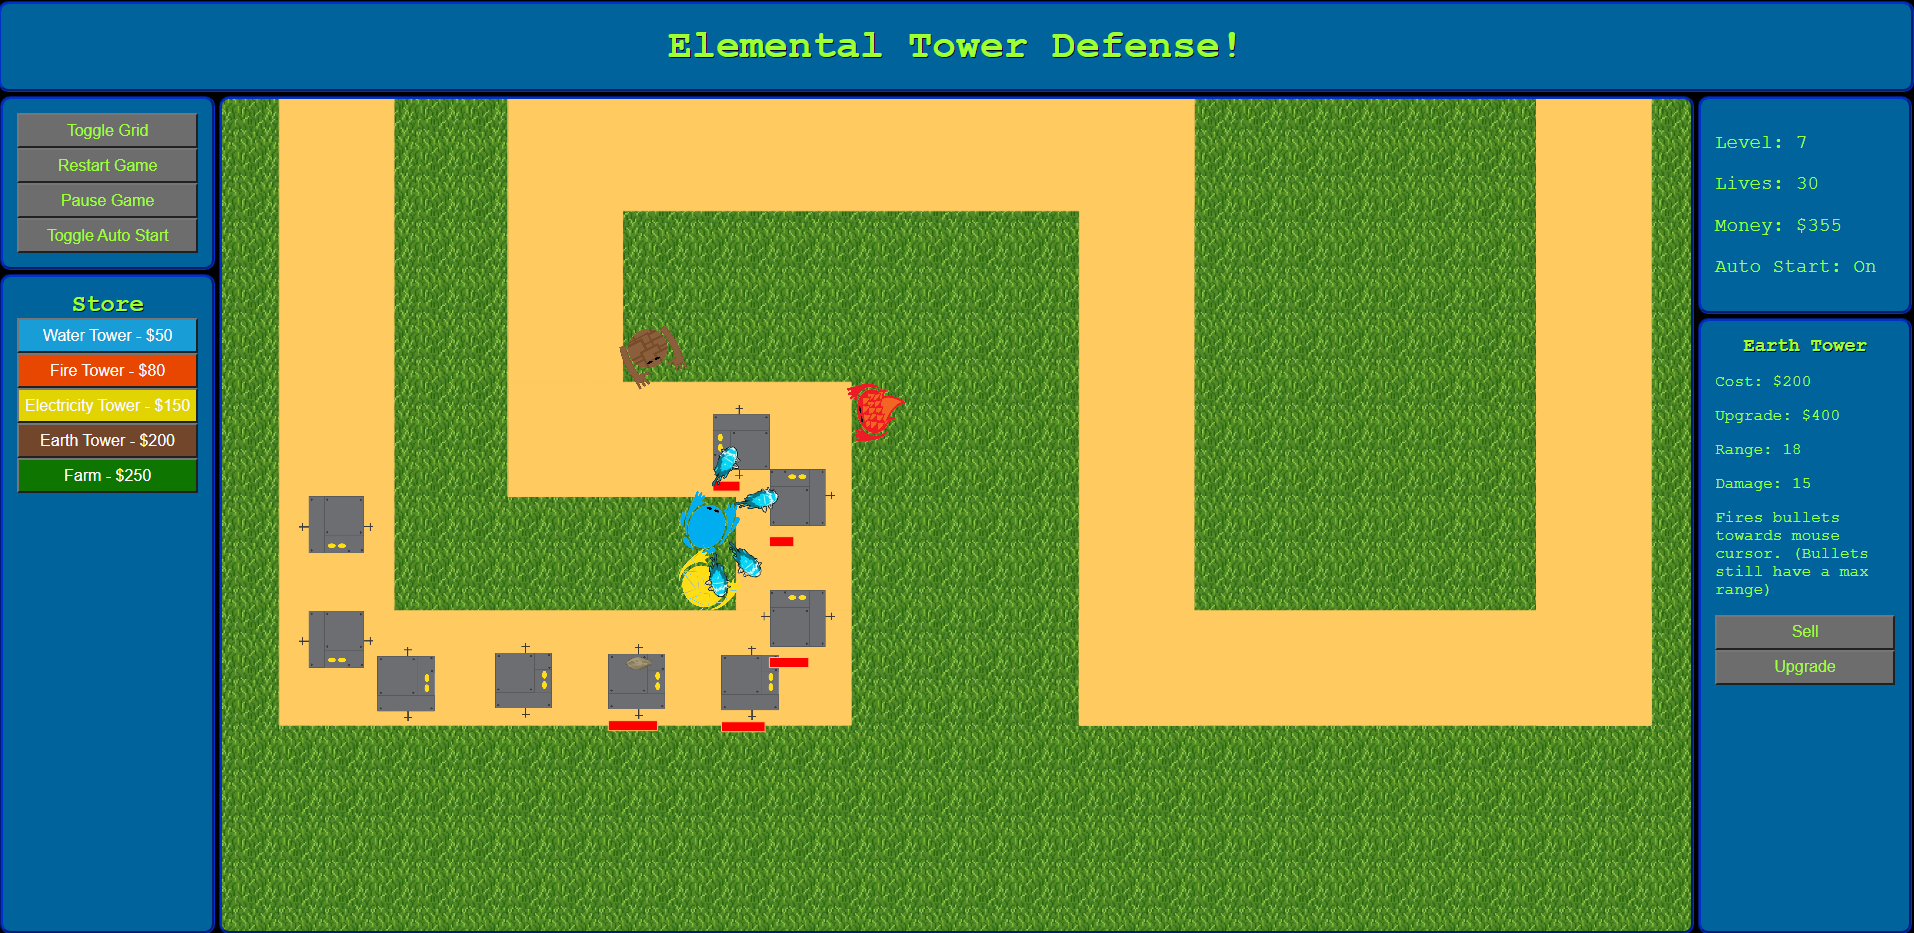 Elemental Tower Defense!
Toggle Grid
Restart Game
Pause Game
Toggle Auto Start
Store
Water Tower - $50
Fire Tower - $80
Electricity Tower - $150
Earth Tower - $200
Farm - $250
Level: 7
Lives: 30
Money: $355
Auto Start: On
Earth Tower
Cost: $200
Upgrade: $400
Range: 18
Damage: 15
Fires bullets
towards mouse
cursor. (Bullets
still have a max
range)
Sell
Upgrade